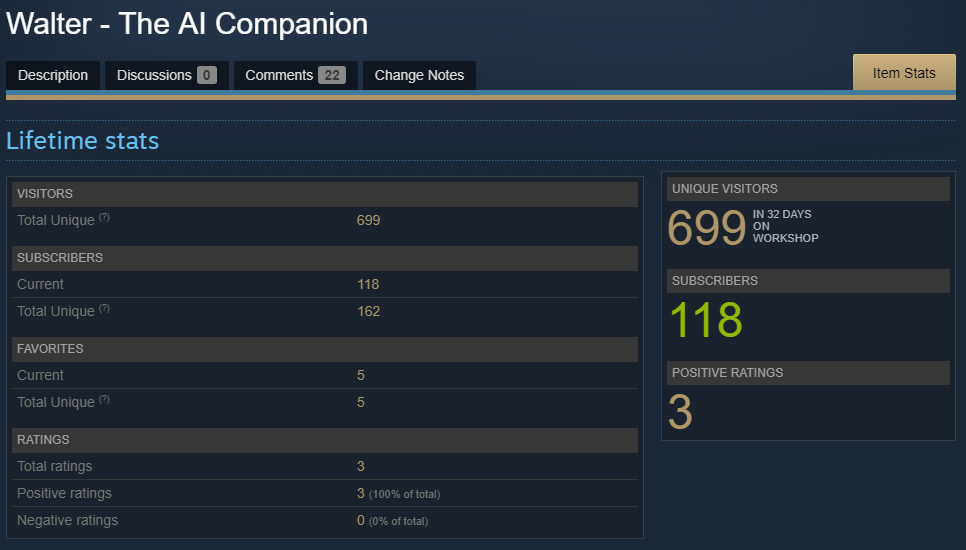 Walter - The AI Companion
Description Discussions 0 Comments 22 Change Notes Item Stats
Lifetime stats
VISITORS
Total Unique (?) 699
SUBSCRIBERS
Current 118
Total Unique (?) 162
FAVORITES
Current 5
Total Unique (?) 5
RATINGS
Total ratings 3
Positive ratings 3 (100% of total)
Negative ratings 0 (0% of total)
UNIQUE VISITORS
699 IN 32 DAYS
ON
WORKSHOP
SUBSCRIBERS
118
POSITIVE RATINGS
3